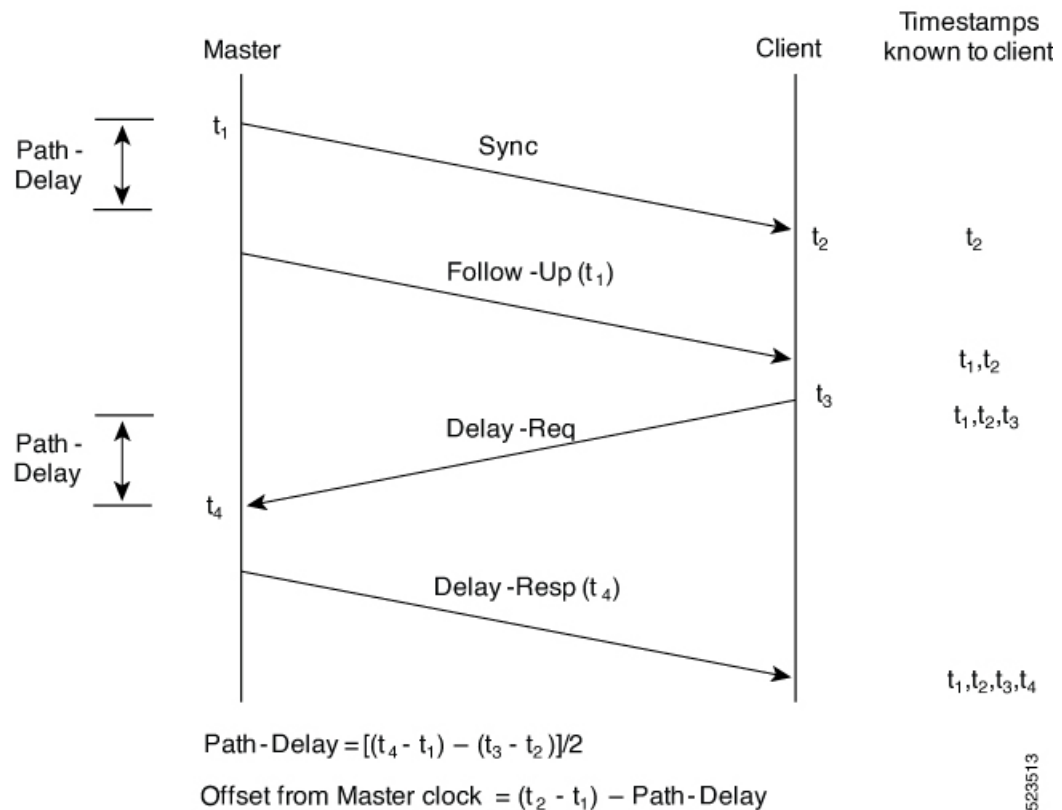 Timestamps
known to client
Master
Client
t₁
Path -
Delay
Sync
t₂
t₂
Follow -Up (t₁)
t₁,t₂
t₃
t₁,t₂,t₃
Delay -Req
Path -
Delay
t₄
Delay -Resp (t₄)
t₁,t₂,t₃,t₄
Path-Delay = [(t₄ - t₁) – (t₃ - t₂)]/2
Offset from Master clock = (t₂ - t₁) – Path-Delay
523513